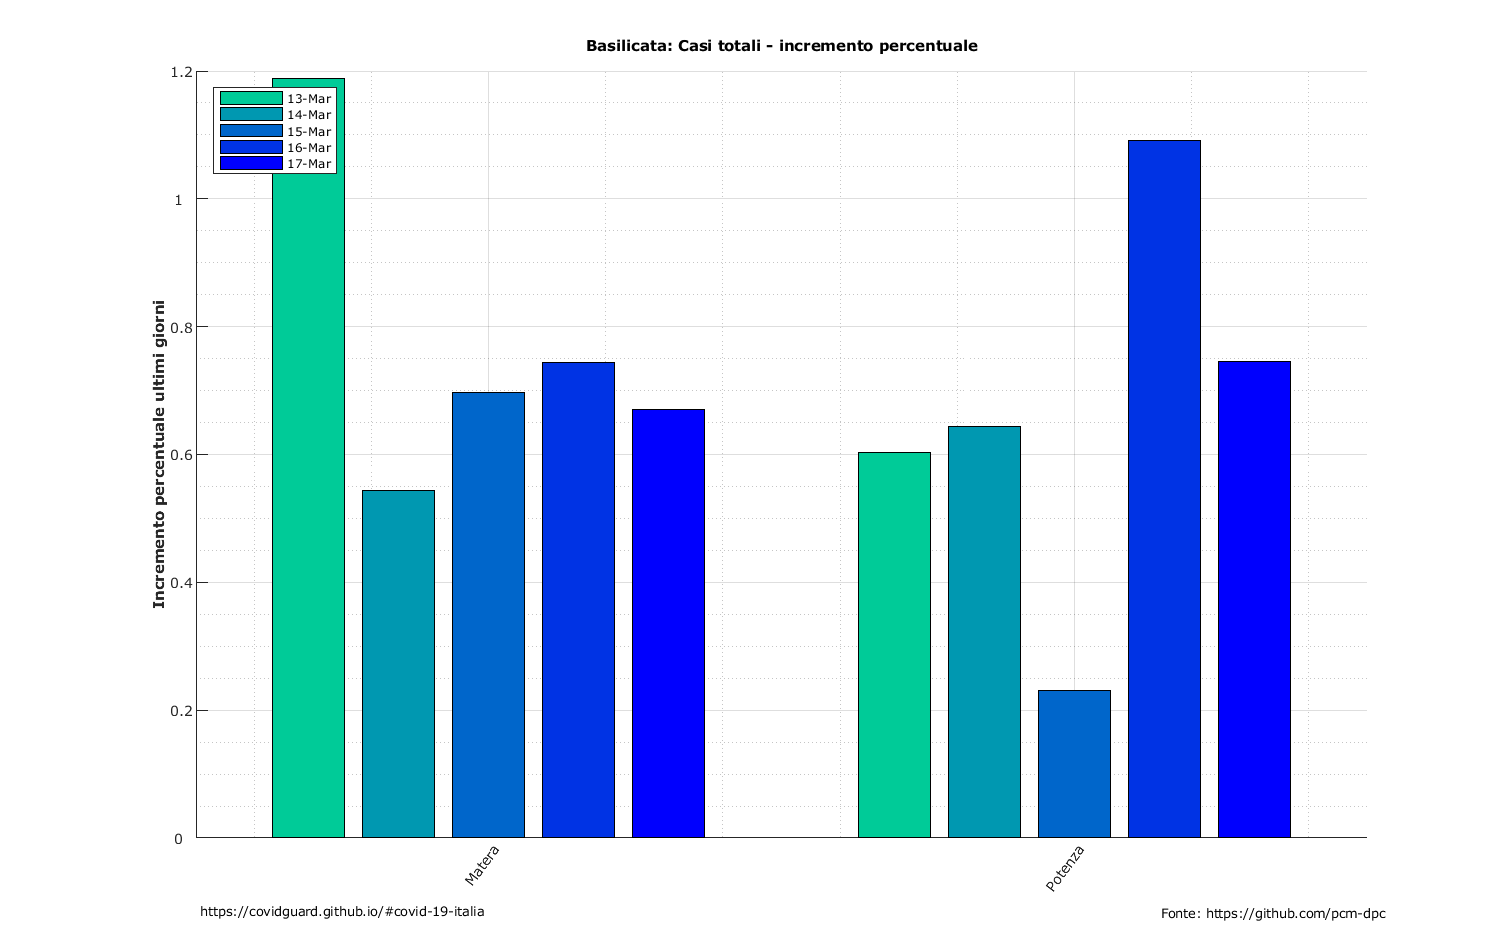 Basilicata: Casi totali - incremento percentuale
Incremento percentuale ultimi giorni
1.2
1
0.8
0.6
0.4
0.2
0
13-Mar
14-Mar
15-Mar
16-Mar
17-Mar
Matera
Potenza
https://covidguard.github.io/#covid-19-italia
Fonte: https://github.com/pcm-dpc